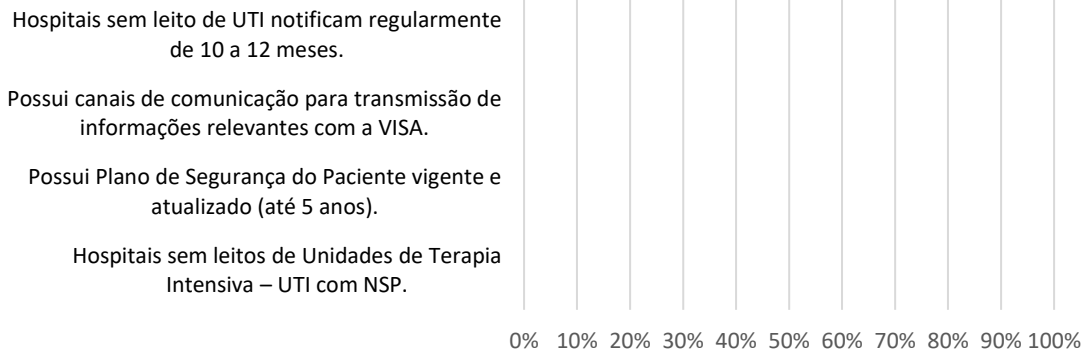 Hospitais sem leito de UTI notificam regularmente
de 10 a 12 meses.
Possui canais de comunicação para transmissão de
informações relevantes com a VISA.
Possui Plano de Segurança do Paciente vigente e
atualizado (até 5 anos).
Hospitais sem leitos de Unidades de Terapia
Intensiva – UTI com NSP.
0% 10% 20% 30% 40% 50% 60% 70% 80% 90% 100%